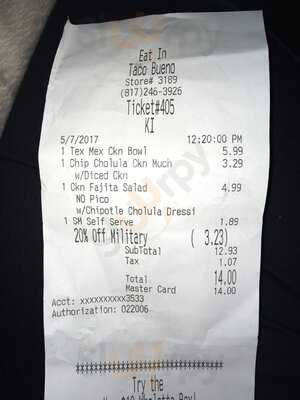 Eat In
Taco Bueno
Store# 3189
(817)246-3926
Ticket#405
KI
5/7/2017 12:20:00 PM
1 Tex Mex Ckn Bowl 5.99
1 Chip Cholula Ckn Much 3.29
w/Diced Ckn
1 Ckn Fajita Salad 4.99
NO Pico
w/Chipotle Cholula Dressi
1 SM Self Serve 1.89
20% Off Military ( 3.23)
SubTotal 12.93
Tax 1.07
Total 14.00
Master Card 14.00
Acct: xxxxxxxxxx3533
Authorization: 022006
Try the